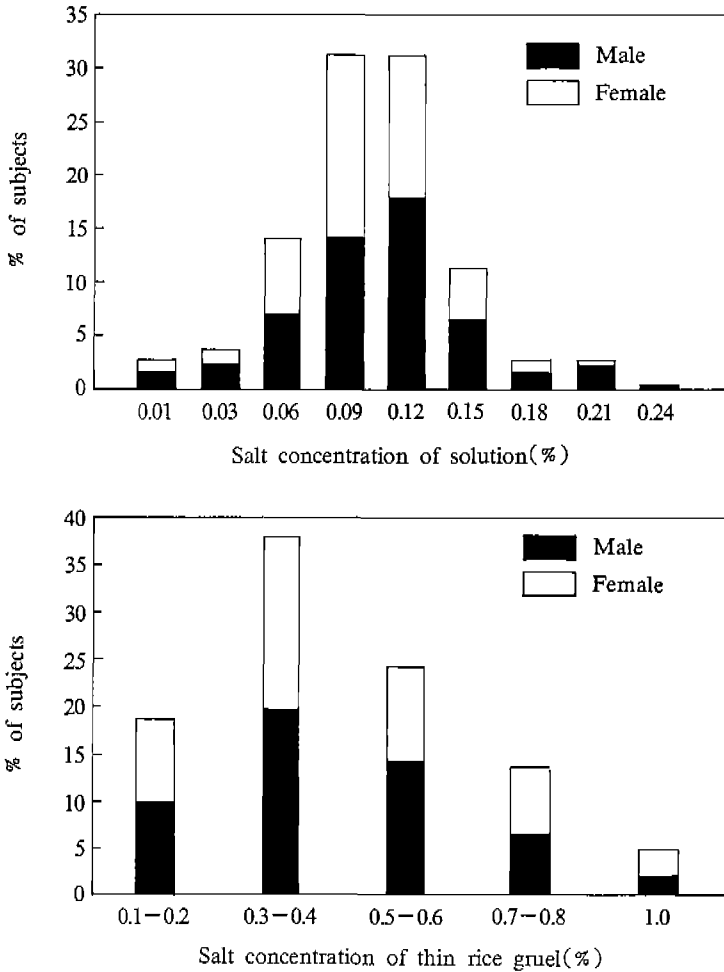 35
30
25
20
15
10
5
0
% of subjects
Male
Female
0.01 0.03 0.06 0.09 0.12 0.15 0.18 0.21 0.24
Salt concentration of solution(%)
40
35
30
25
20
15
10
5
0
% of subjects
Male
Female
0.1-0.2 0.3-0.4 0.5-0.6 0.7-0.8 1.0
Salt concentration of thin rice gruel(%)